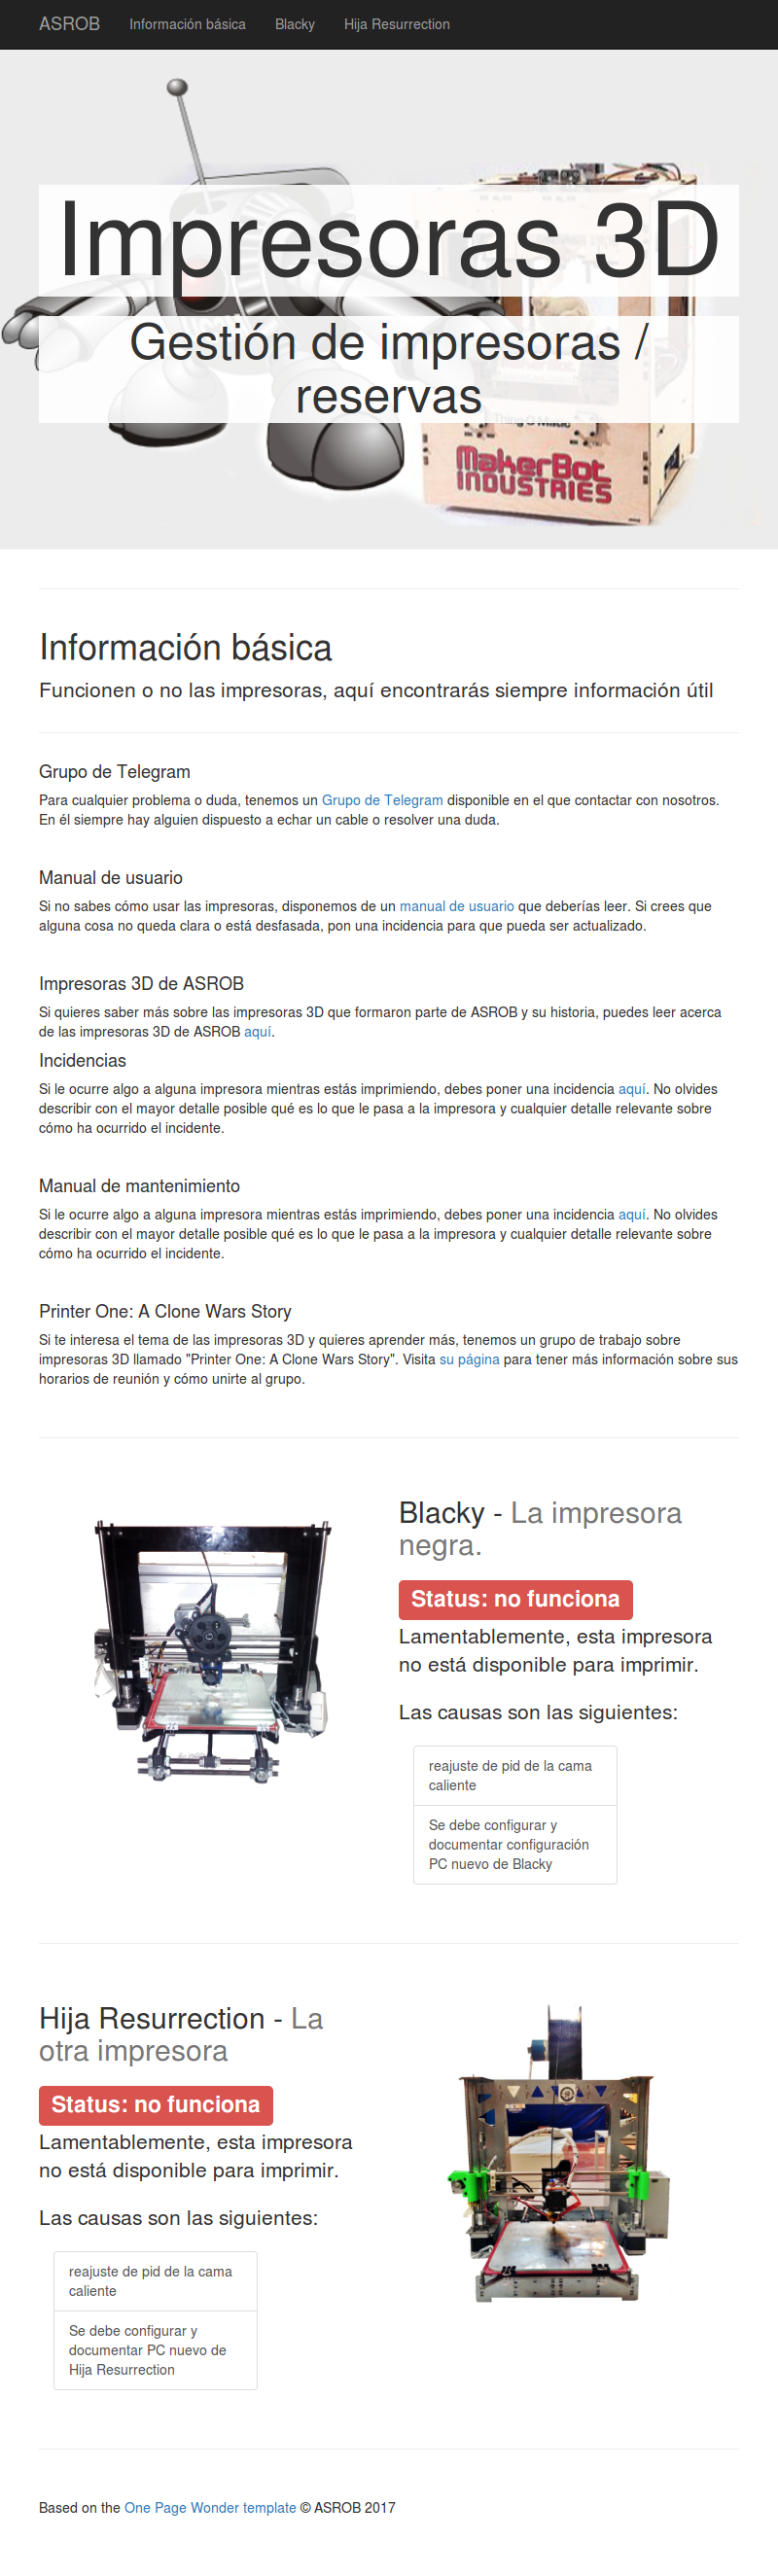 ASROB Información básica Blacky Hija Resurrection
Impresoras 3D
Gestión de impresoras /
reservas
MakerBot
INDUSTRIES
Información básica
Funcionen o no las impresoras, aquí encontrarás siempre información útil
Grupo de Telegram
Para cualquier problema o duda, tenemos un Grupo de Telegram disponible en el que contactar con nosotros.
En él siempre hay alguien dispuesto a echar un cable o resolver una duda.
Manual de usuario
Si no sabes cómo usar las impresoras, disponemos de un manual de usuario que deberías leer. Si crees que
alguna cosa no queda clara o está desfasada, pon una incidencia para que pueda ser actualizado.
Impresoras 3D de ASROB
Si quieres saber más sobre las impresoras 3D que formaron parte de ASROB y su historia, puedes leer acerca
de las impresoras 3D de ASROB aquí.
Incidencias
Si le ocurre algo a alguna impresora mientras estás imprimiendo, debes poner una incidencia aquí. No olvides
describir con el mayor detalle posible qué es lo que le pasa a la impresora y cualquier detalle relevante sobre
cómo ha ocurrido el incidente.
Manual de mantenimiento
Si le ocurre algo a alguna impresora mientras estás imprimiendo, debes poner una incidencia aquí. No olvides
describir con el mayor detalle posible qué es lo que le pasa a la impresora y cualquier detalle relevante sobre
cómo ha ocurrido el incidente.
Printer One: A Clone Wars Story
Si te interesa el tema de las impresoras 3D y quieres aprender más, tenemos un grupo de trabajo sobre
impresoras 3D llamado "Printer One: A Clone Wars Story". Visita su página para tener más información sobre sus
horarios de reunión y cómo unirte al grupo.
Blacky - La impresora
negra.
Status: no funciona
Lamentablemente, esta impresora
no está disponible para imprimir.
Las causas son las siguientes:
reajuste de pid de la cama
caliente
Se debe configurar y
documentar configuración
PC nuevo de Blacky
Hija Resurrection - La
otra impresora
Status: no funciona
Lamentablemente, esta impresora
no está disponible para imprimir.
Las causas son las siguientes:
reajuste de pid de la cama
caliente
Se debe configurar y
documentar PC nuevo de
Hija Resurrection
Based on the One Page Wonder template © ASROB 2017